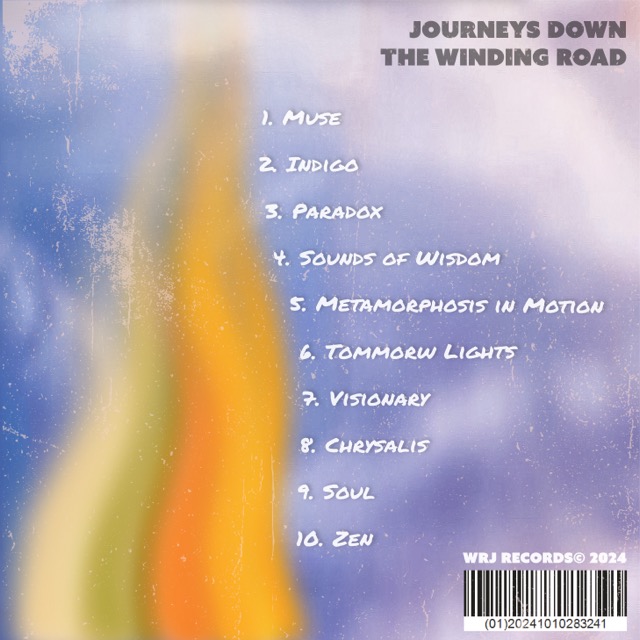 JOURNEYS DOWN
THE WINDING ROAD
1. Muse
2. Indigo
3. Paradox
4. Sounds of Wisdom
5. Metamorphosis in Motion
6. Tommorw Lights
7. Visionary
8. Chrysalis
9. Soul
10. Zen
WRJ RECORDS© 2024
(01)20241010283241